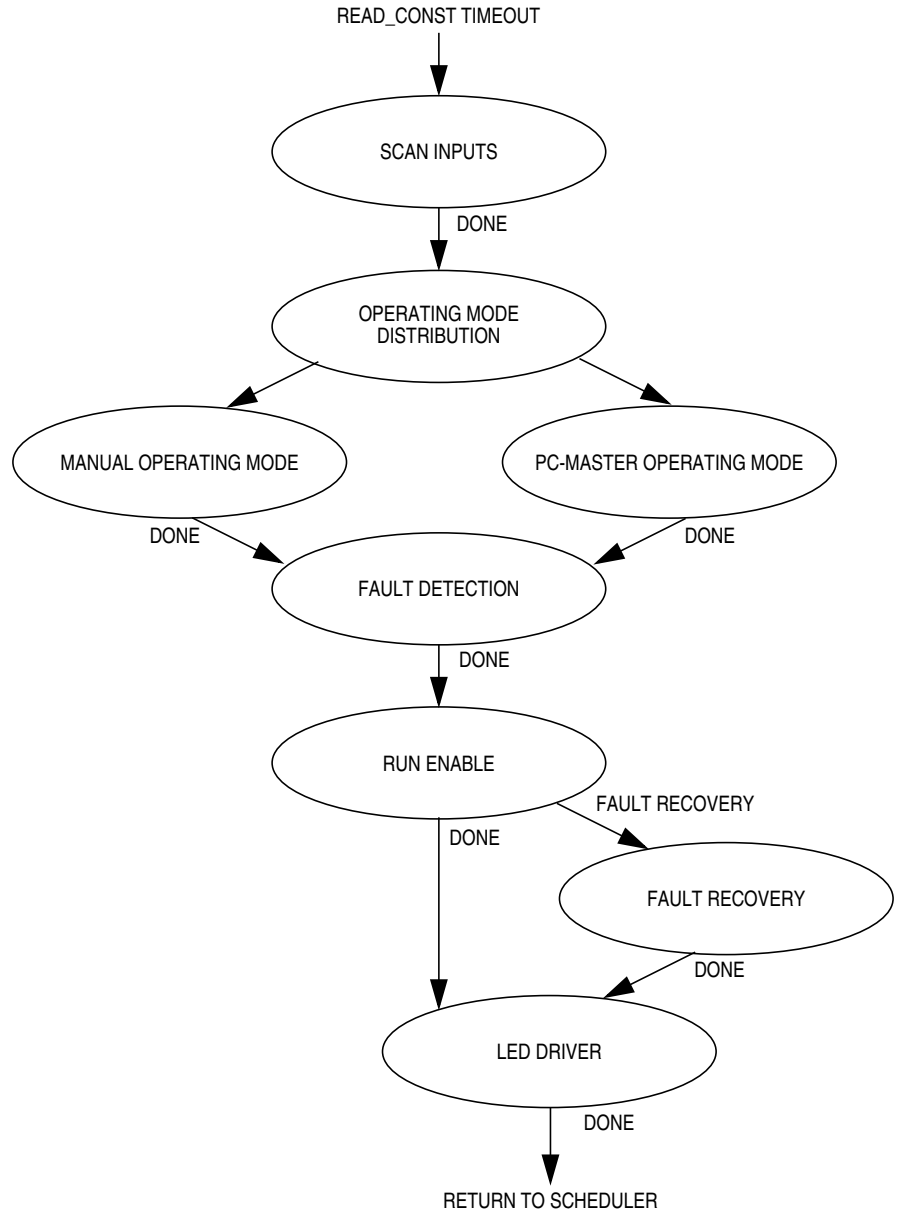 READ_CONST TIMEOUT
SCAN INPUTS
DONE
OPERATING MODE
DISTRIBUTION
MANUAL OPERATING MODE
PC-MASTER OPERATING MODE
DONE
DONE
FAULT DETECTION
DONE
RUN ENABLE
FAULT RECOVERY
DONE
FAULT RECOVERY
DONE
LED DRIVER
DONE
RETURN TO SCHEDULER